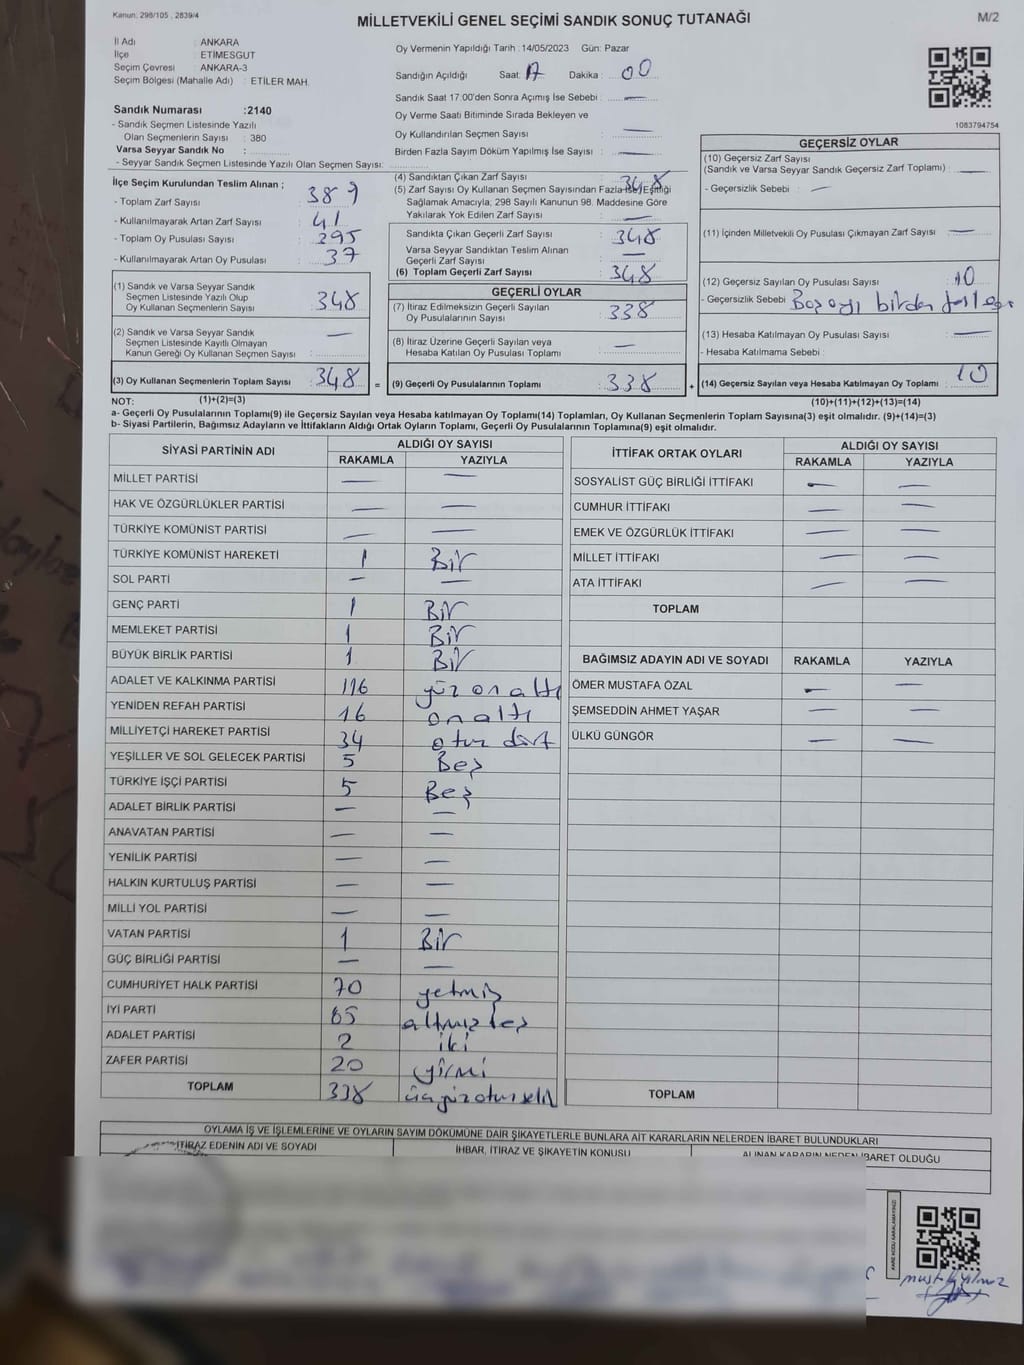 Kanun: 298/105 , 2839/4
MİLLETVEKİLİ GENEL SEÇİMİ SANDIK SONUÇ TUTANAĞI
M/2
İl Adı : ANKARA
İlçe : ETİMESGUT
Seçim Çevresi : ANKARA-3
Seçim Bölgesi (Mahalle Adı) : ETİLER MAH.
Sandık Numarası :2140
- Sandık Seçmen Listesinde Yazılı
Olan Seçmenlerin Sayısı : 380
Varsa Seyyar Sandık No :
- Seyyar Sandık Seçmen Listesinde Yazılı Olan Seçmen Sayısı:
Oy Vermenin Yapıldığı Tarih :14/05/2023 Gün: Pazar
Sandığın Açıldığı Saat: Dakika : 00
Sandık Saat 17:00'den Sonra Açımış İse Sebebi : —
Oy Verme Saati Bitiminde Sırada Bekleyen ve
Oy Kullandırılan Seçmen Sayısı : —
Birden Fazla Sayım Döküm Yapılmış İse Sayısı : —
1083794754
İlçe Seçim Kurulundan Teslim Alınan ;
- Toplam Zarf Sayısı : 389
- Kullanılmayarak Artan Zarf Sayısı : 41
- Toplam Oy Pusulası Sayısı : 295
- Kullanılmayarak Artan Oy Pusulası : 37
(1) Sandık ve Varsa Seyyar Sandık
Seçmen Listesinde Yazılı Olup
Oy Kullanan Seçmenlerin Sayısı : 348
(2) Sandık ve Varsa Seyyar Sandık
Seçmen Listesinde Kayıtlı Olmayan
Kanun Gereği Oy Kullanan Seçmen Sayısı : —
(3) Oy Kullanan Seçmenlerin Toplam Sayısı : 348 =
(4) Sandıktan Çıkan Zarf Sayısı : 348
(5) Zarf Sayısı Oy Kullanan Seçmen Sayısından Fazla ise, Eşitliği
Sağlamak Amacıyla, 298 Sayılı Kanunun 98. Maddesine Göre
Yakılarak Yok Edilen Zarf Sayısı : —
Sandıkta Çıkan Geçerli Zarf Sayısı : 348
Varsa Seyyar Sandıktan Teslim Alınan
Geçerli Zarf Sayısı : —
(6) Toplam Geçerli Zarf Sayısı : 348
GEÇERLİ OYLAR
(7) İtiraz Edilmeksizin Geçerli Sayılan
Oy Pusulalarının Sayısı : 338
(8) İtiraz Üzerine Geçerli Sayılan veya
Hesaba Katılan Oy Pusulası Toplamı : —
(9) Geçerli Oy Pusulalarının Toplamı : 338 +
GEÇERSİZ OYLAR
(10) Geçersiz Zarf Sayısı
(Sandık ve Varsa Seyyar Sandık Geçersiz Zarf Toplamı) : —
- Geçersizlik Sebebi : —
(11) İçinden Milletvekili Oy Pusulası Çıkmayan Zarf Sayısı : —
(12) Geçersiz Sayılan Oy Pusulası Sayısı : 10
- Geçersizlik Sebebi : birden
(13) Hesaba Katılmayan Oy Pusulası Sayısı : —
- Hesaba Katılmama Sebebi :
(14) Geçersiz Sayılan veya Hesaba Katılmayan Oy Toplamı : 10
NOT: (1)+(2)=(3) (10)+(11)+(12)+(13)=(14)
a- Geçerli Oy Pusulalarının Toplamı(9) ile Geçersiz Sayılan veya Hesaba katılmayan Oy Toplamı(14) Toplamları, Oy Kullanan Seçmenlerin Toplam Sayısına(3) eşit olmalıdır. (9)+(14)=(3)
b- Siyasi Partilerin, Bağımsız Adayların ve İttifakların Aldığı Ortak Oyların Toplamı, Geçerli Oy Pusulalarının Toplamına(9) eşit olmalıdır.
SİYASİ PARTİNİN ADI ALDIĞI OY SAYISI
RAKAMLA YAZIYLA
MİLLET PARTİSİ — —
HAK VE ÖZGÜRLÜKLER PARTİSİ — —
TÜRKİYE KOMÜNİST PARTİSİ — —
TÜRKİYE KOMÜNİST HAREKETİ 1 Bir
SOL PARTİ — —
GENÇ PARTİ 1 Bir
MEMLEKET PARTİSİ 1 Bir
BÜYÜK BİRLİK PARTİSİ 1 Bir
ADALET VE KALKINMA PARTİSİ 116 yüz on altı
YENİDEN REFAH PARTİSİ 16 on altı
MİLLİYETÇİ HAREKET PARTİSİ 34 otuz dört
YEŞİLLER VE SOL GELECEK PARTİSİ 5 Beş
TÜRKİYE İŞÇİ PARTİSİ 5 Beş
ADALET BİRLİK PARTİSİ — —
ANAVATAN PARTİSİ — —
YENİLİK PARTİSİ — —
HALKIN KURTULUŞ PARTİSİ — —
MİLLİ YOL PARTİSİ — —
VATAN PARTİSİ 1 Bir
GÜÇ BİRLİĞİ PARTİSİ — —
CUMHURİYET HALK PARTİSİ 70 yetmiş
İYİ PARTİ 65 altmış beş
ADALET PARTİSİ 2 iki
ZAFER PARTİSİ 20 yirmi
TOPLAM 338 üçyüzotuzsekiz
İTTİFAK ORTAK OYLARI ALDIĞI OY SAYISI
RAKAMLA YAZIYLA
SOSYALİST GÜÇ BİRLİĞİ İTTİFAKI — —
CUMHUR İTTİFAKI — —
EMEK VE ÖZGÜRLÜK İTTİFAKI — —
MİLLET İTTİFAKI — —
ATA İTTİFAKI — —
TOPLAM
BAĞIMSIZ ADAYIN ADI VE SOYADI RAKAMLA YAZIYLA
ÖMER MUSTAFA ÖZAL — —
ŞEMSEDDİN AHMET YAŞAR — —
ÜLKÜ GÜNGÖR — —
TOPLAM
OYLAMA İŞ VE İŞLEMLERİNE VE OYLARIN SAYIM DÖKÜMÜNE DAİR ŞİKAYETLERLE BUNLARA AİT KARARLARIN NELERDEN İBARET BULUNDUKLARI
İTİRAZ EDENİN ADI VE SOYADI
İHBAR, İTİRAZ VE ŞİKAYETİN KONUSU
ALINAN KARARIN NEDEN İBARET OLDUĞU